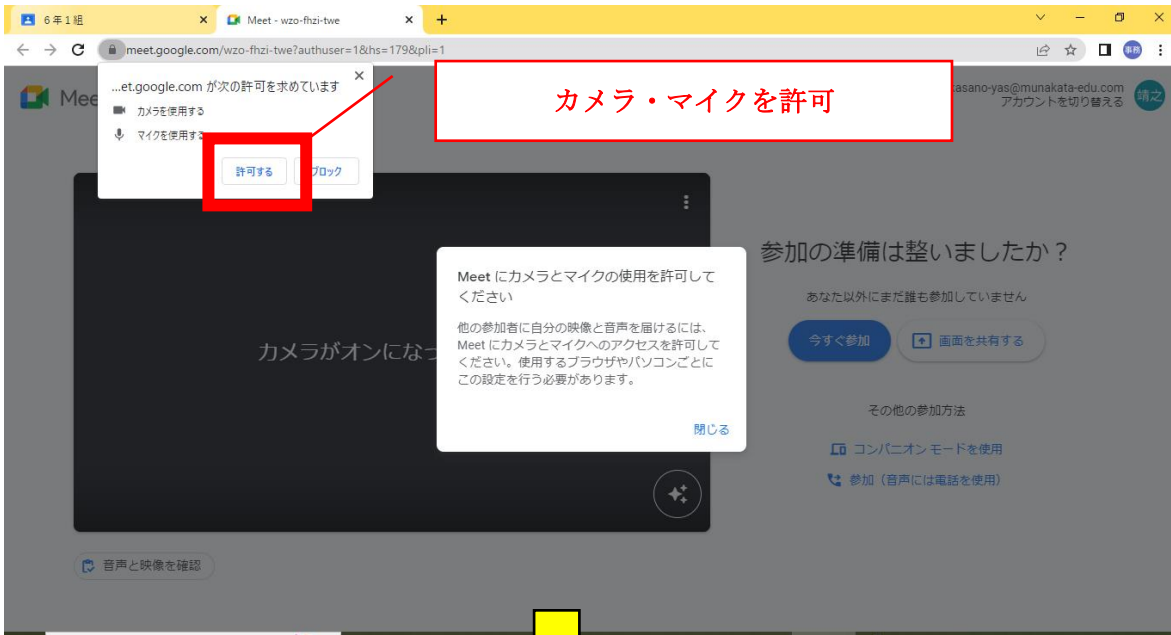 6年1組
Meet - wzo-fhzi-twe
meet.google.com/wzo-fhzi-twe?authuser=1&hs=179&pli=1
事務
...et.google.com が次の許可を求めています
カメラを使用する
マイクを使用する
許可する
ブロック
カメラ・マイクを許可
Mee
asano-yas@munakata-edu.com
アカウントを切り替える
靖之
カメラがオンになっ
Meet にカメラとマイクの使用を許可して
ください
他の参加者に自分の映像と音声を届けるには、
Meet にカメラとマイクへのアクセスを許可して
ください。使用するブラウザやパソコンごとに
この設定を行う必要があります。
閉じる
参加の準備は整いましたか？
あなた以外にまだ誰も参加していません
今すぐ参加
画面を共有する
その他の参加方法
コンパニオン モードを使用
参加（音声には電話を使用）
音声と映像を確認